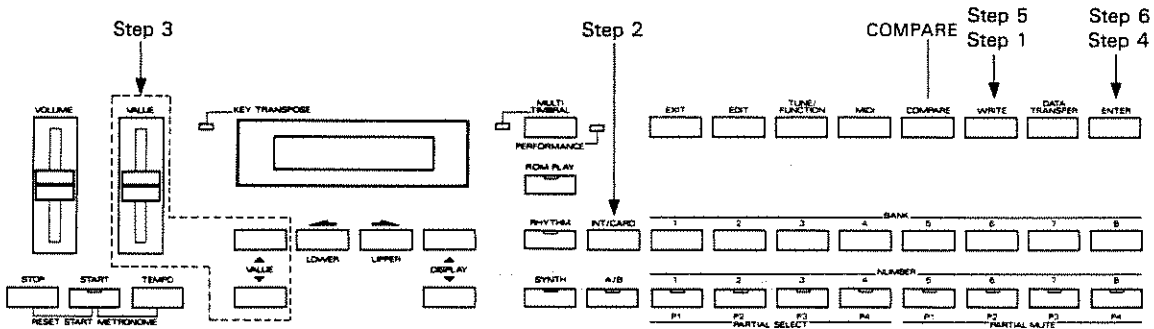 Step 3
Step 2
COMPARE
Step 5
Step 1
Step 6
Step 4
VOLUME
VALUE
KEY TRANSPOSE
MULTI TIMBRAL
PERFORMANCE
EXIT
EDIT
TUNE/FUNCTION
MIDI
COMPARE
WRITE
DATA TRANSFER
ENTER
ROM PLAY
RHYTHM
INT/CARD
BANK
1 2 3 4 5 6 7 8
LOWER
UPPER
VALUE
DISPLAY
STOP
START
TEMPO
RESET START METRONOME
SYNTH
A/B
NUMBER
1 2 3 4 5 6 7 8
P1 P2 P3 P4 P1 P2 P3 P4
PARTIAL SELECT
PARTIAL MUTE